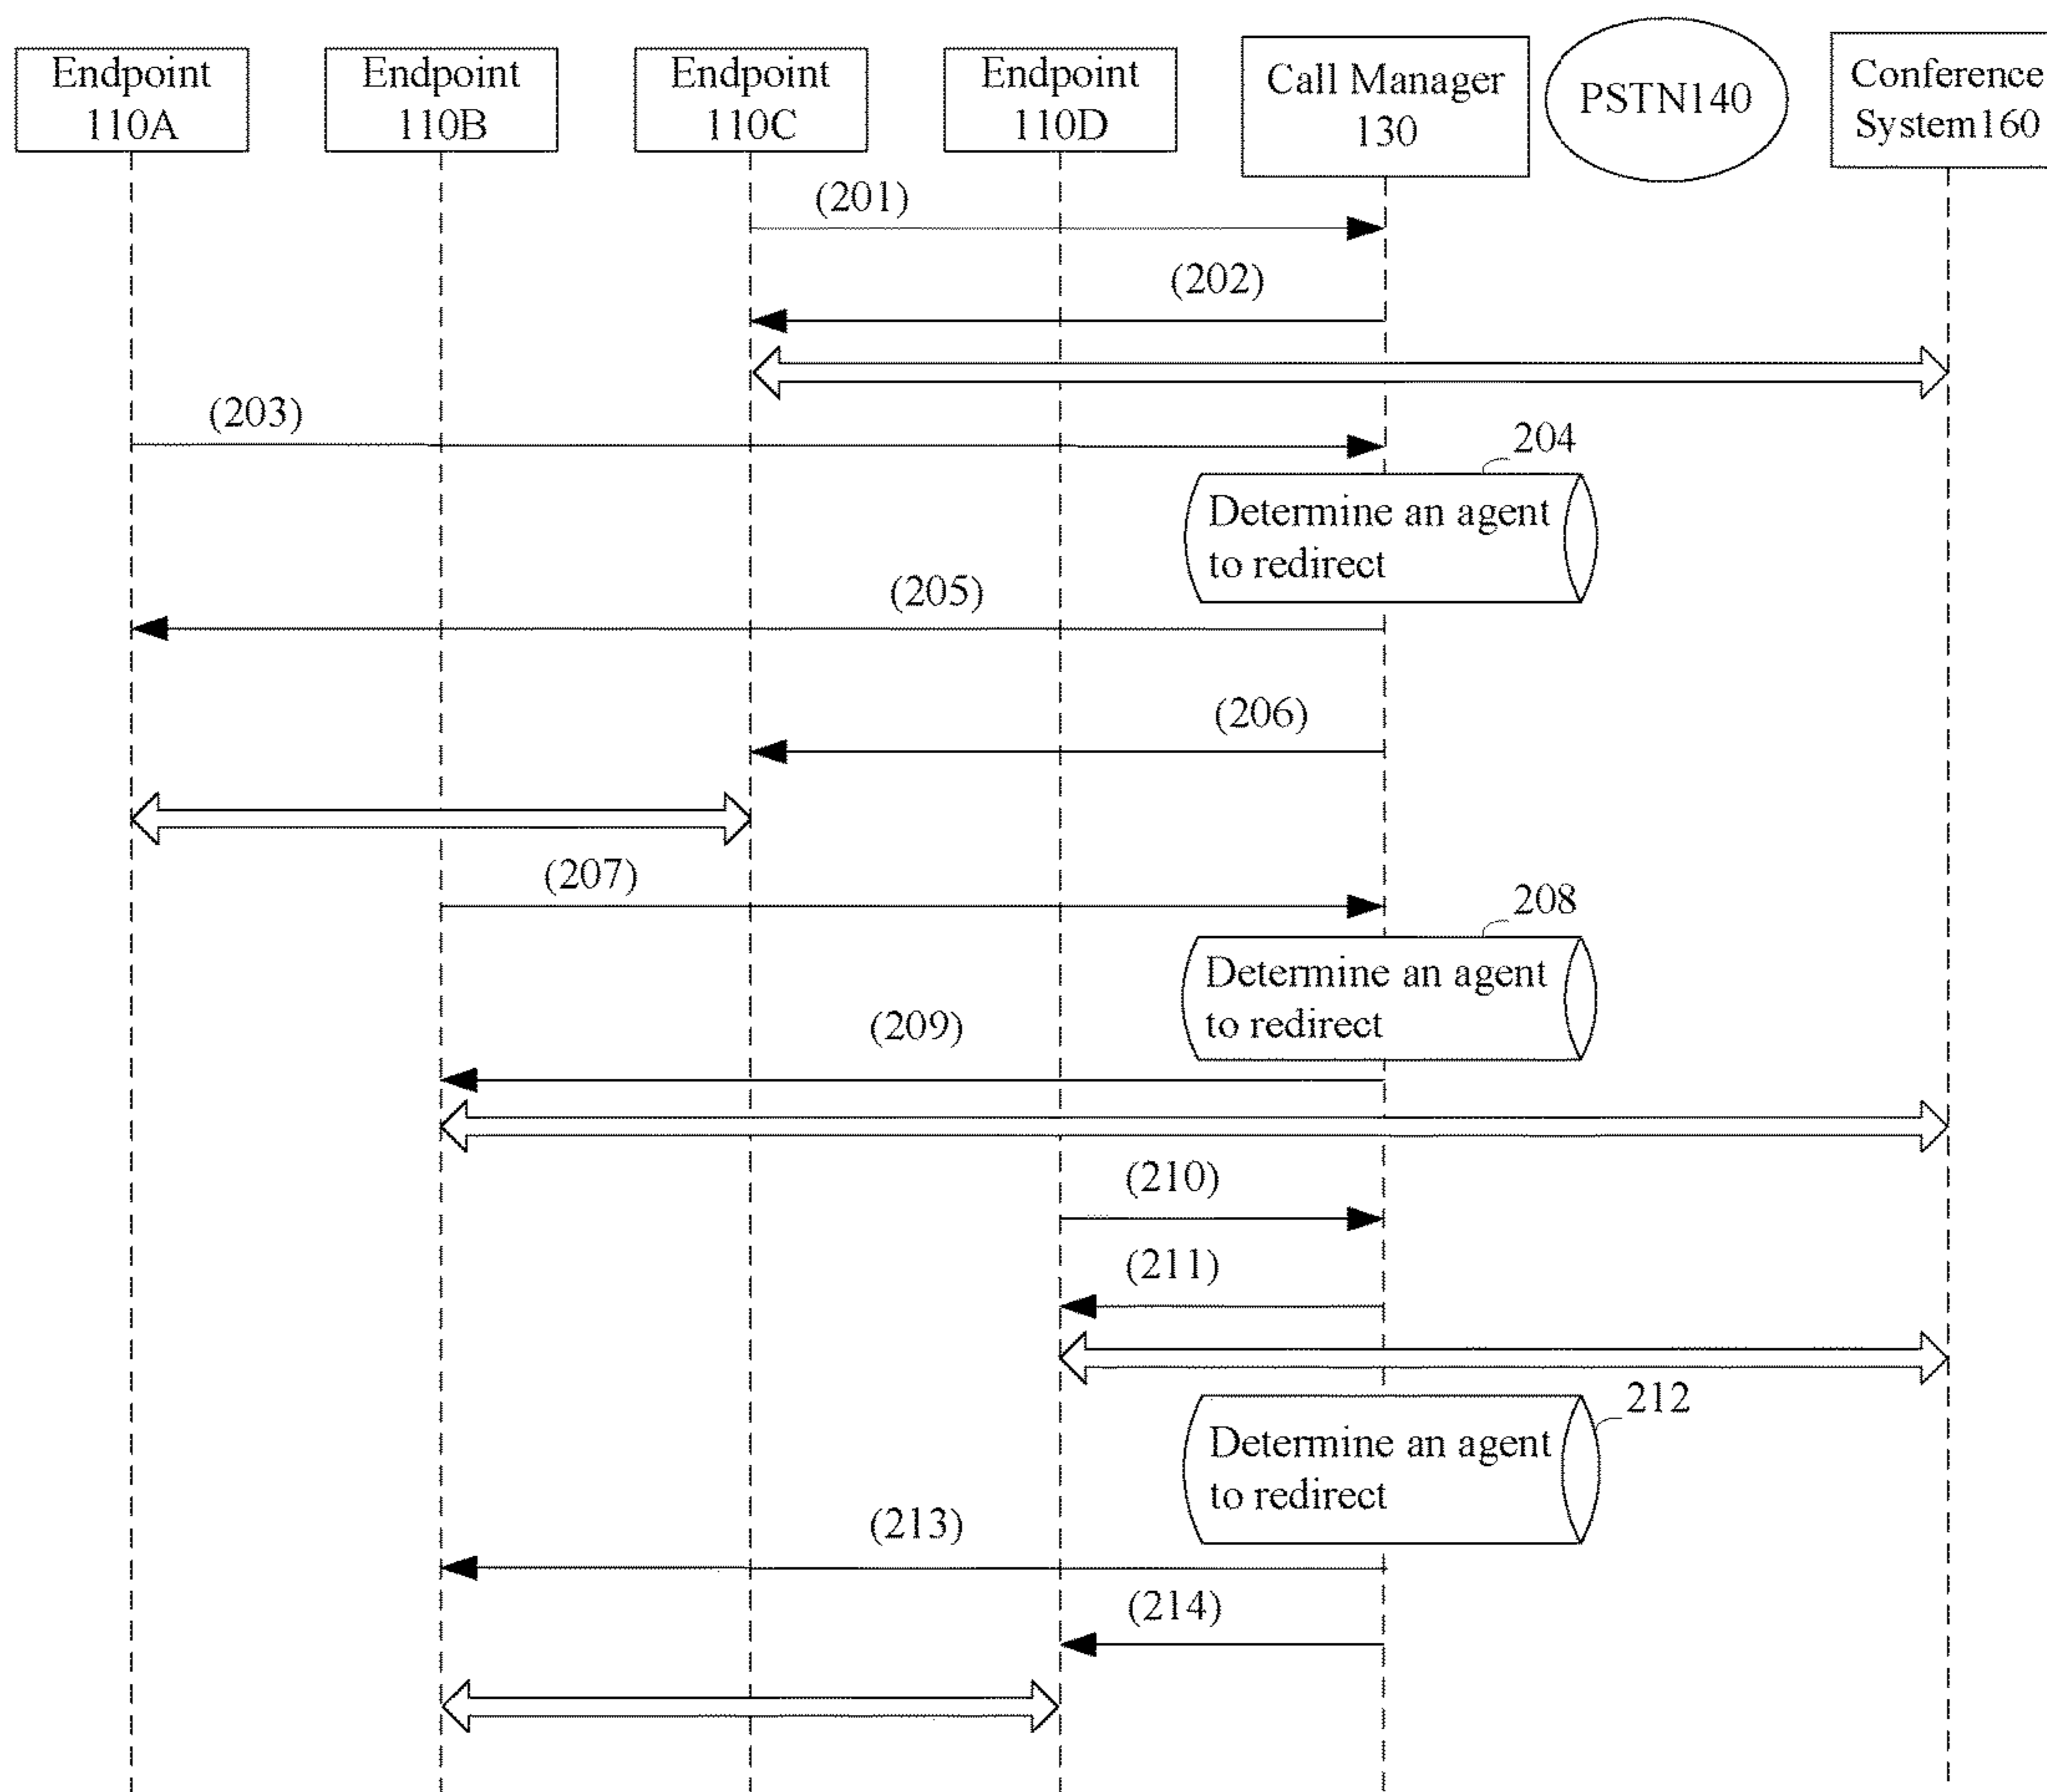 Endpoint
110A
Endpoint
110B
Endpoint
110C
Endpoint
110D
Call Manager
130
PSTN140
Conference
System160
(201)
(202)
(203)
204
Determine an agent
to redirect
(205)
(206)
(207)
208
Determine an agent
to redirect
(209)
(210)
(211)
212
Determine an agent
to redirect
(213)
(214)